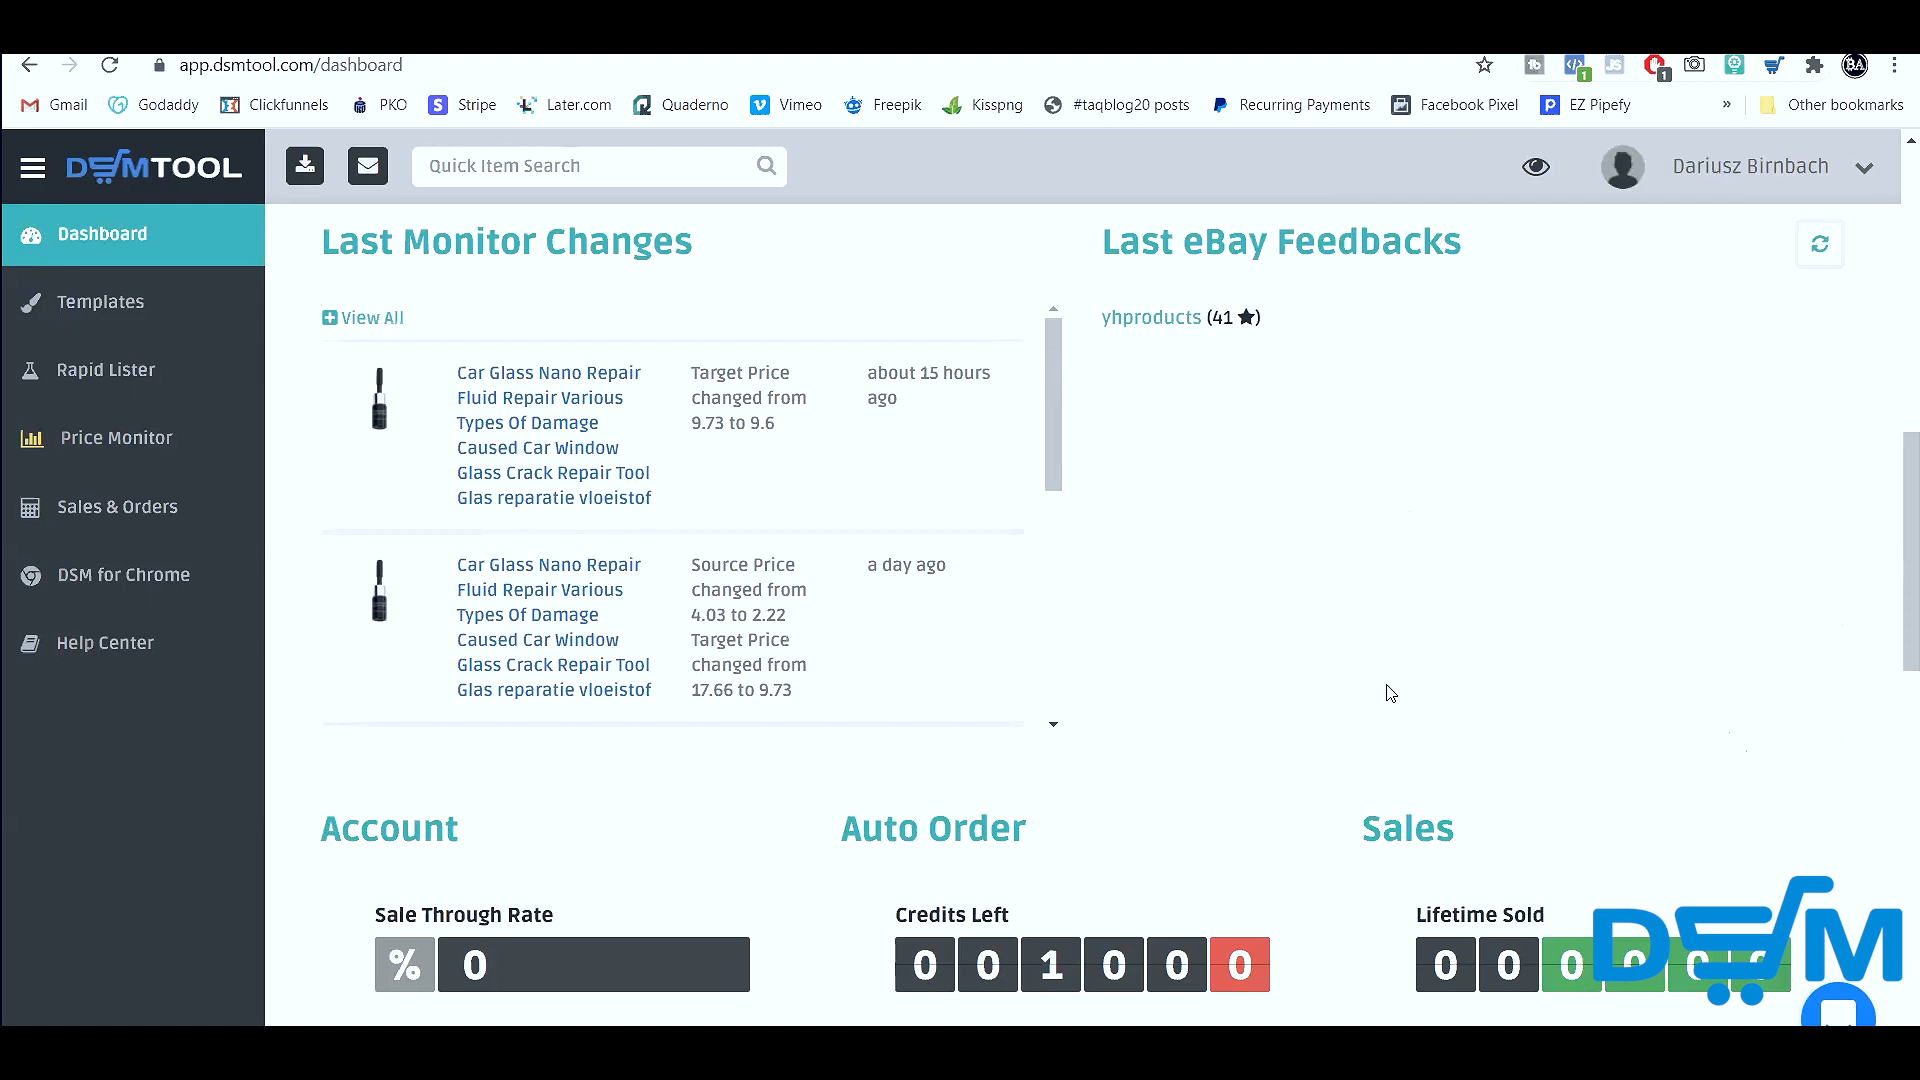 app.dsmtool.com/dashboard
Gmail Godaddy Clickfunnels PKO Stripe Later.com Quaderno Vimeo Freepik Kisspng #taqblog20 posts Recurring Payments Facebook Pixel EZ Pipefy » Other bookmarks
DSMTOOL
Quick Item Search
Dariusz Birnbach
Dashboard
Templates
Rapid Lister
Price Monitor
Sales & Orders
DSM for Chrome
Help Center
Last Monitor Changes
View All
Car Glass Nano Repair
Fluid Repair Various
Types Of Damage
Caused Car Window
Glass Crack Repair Tool
Glas reparatie vloeistof
Target Price
changed from
9.73 to 9.6
about 15 hours
ago
Car Glass Nano Repair
Fluid Repair Various
Types Of Damage
Caused Car Window
Glass Crack Repair Tool
Glas reparatie vloeistof
Source Price
changed from
4.03 to 2.22
Target Price
changed from
17.66 to 9.73
a day ago
Last eBay Feedbacks
yhproducts (41 ★)
Account
Sale Through Rate
% 0
Auto Order
Credits Left
0 0 1 0 0 0
Sales
Lifetime Sold
0 0 0 0 0 0
DSM